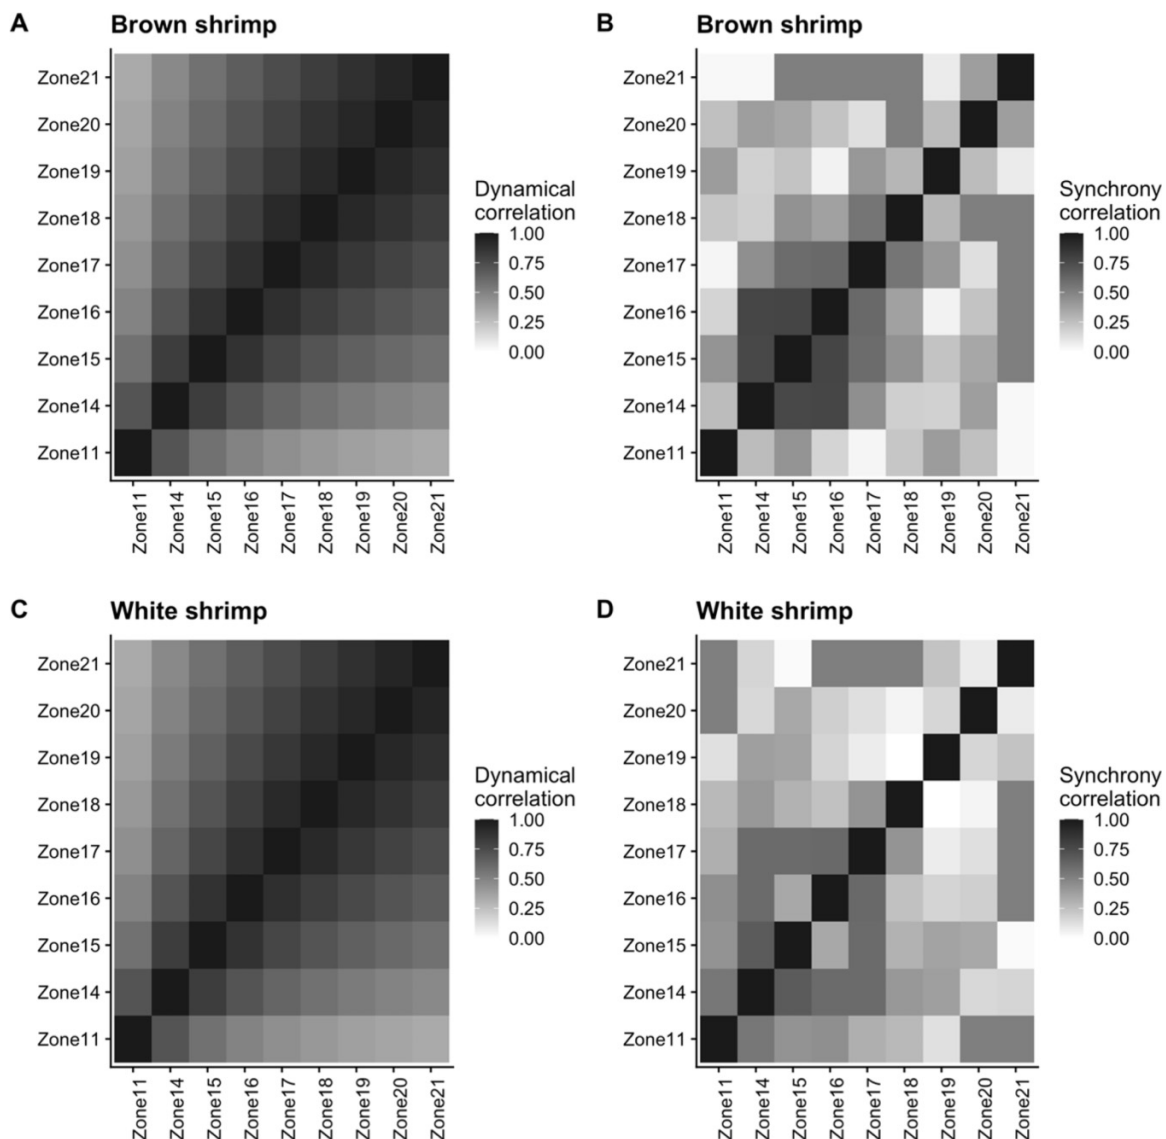 A Brown shrimp
Zone21
Zone20
Zone19
Zone18
Zone17
Zone16
Zone15
Zone14
Zone11
Zone11 Zone14 Zone15 Zone16 Zone17 Zone18 Zone19 Zone20 Zone21
Dynamical
correlation
1.00
0.75
0.50
0.25
0.00
B Brown shrimp
Zone21
Zone20
Zone19
Zone18
Zone17
Zone16
Zone15
Zone14
Zone11
Zone11 Zone14 Zone15 Zone16 Zone17 Zone18 Zone19 Zone20 Zone21
Synchrony
correlation
1.00
0.75
0.50
0.25
0.00
C White shrimp
Zone21
Zone20
Zone19
Zone18
Zone17
Zone16
Zone15
Zone14
Zone11
Zone11 Zone14 Zone15 Zone16 Zone17 Zone18 Zone19 Zone20 Zone21
Dynamical
correlation
1.00
0.75
0.50
0.25
0.00
D White shrimp
Zone21
Zone20
Zone19
Zone18
Zone17
Zone16
Zone15
Zone14
Zone11
Zone11 Zone14 Zone15 Zone16 Zone17 Zone18 Zone19 Zone20 Zone21
Synchrony
correlation
1.00
0.75
0.50
0.25
0.00